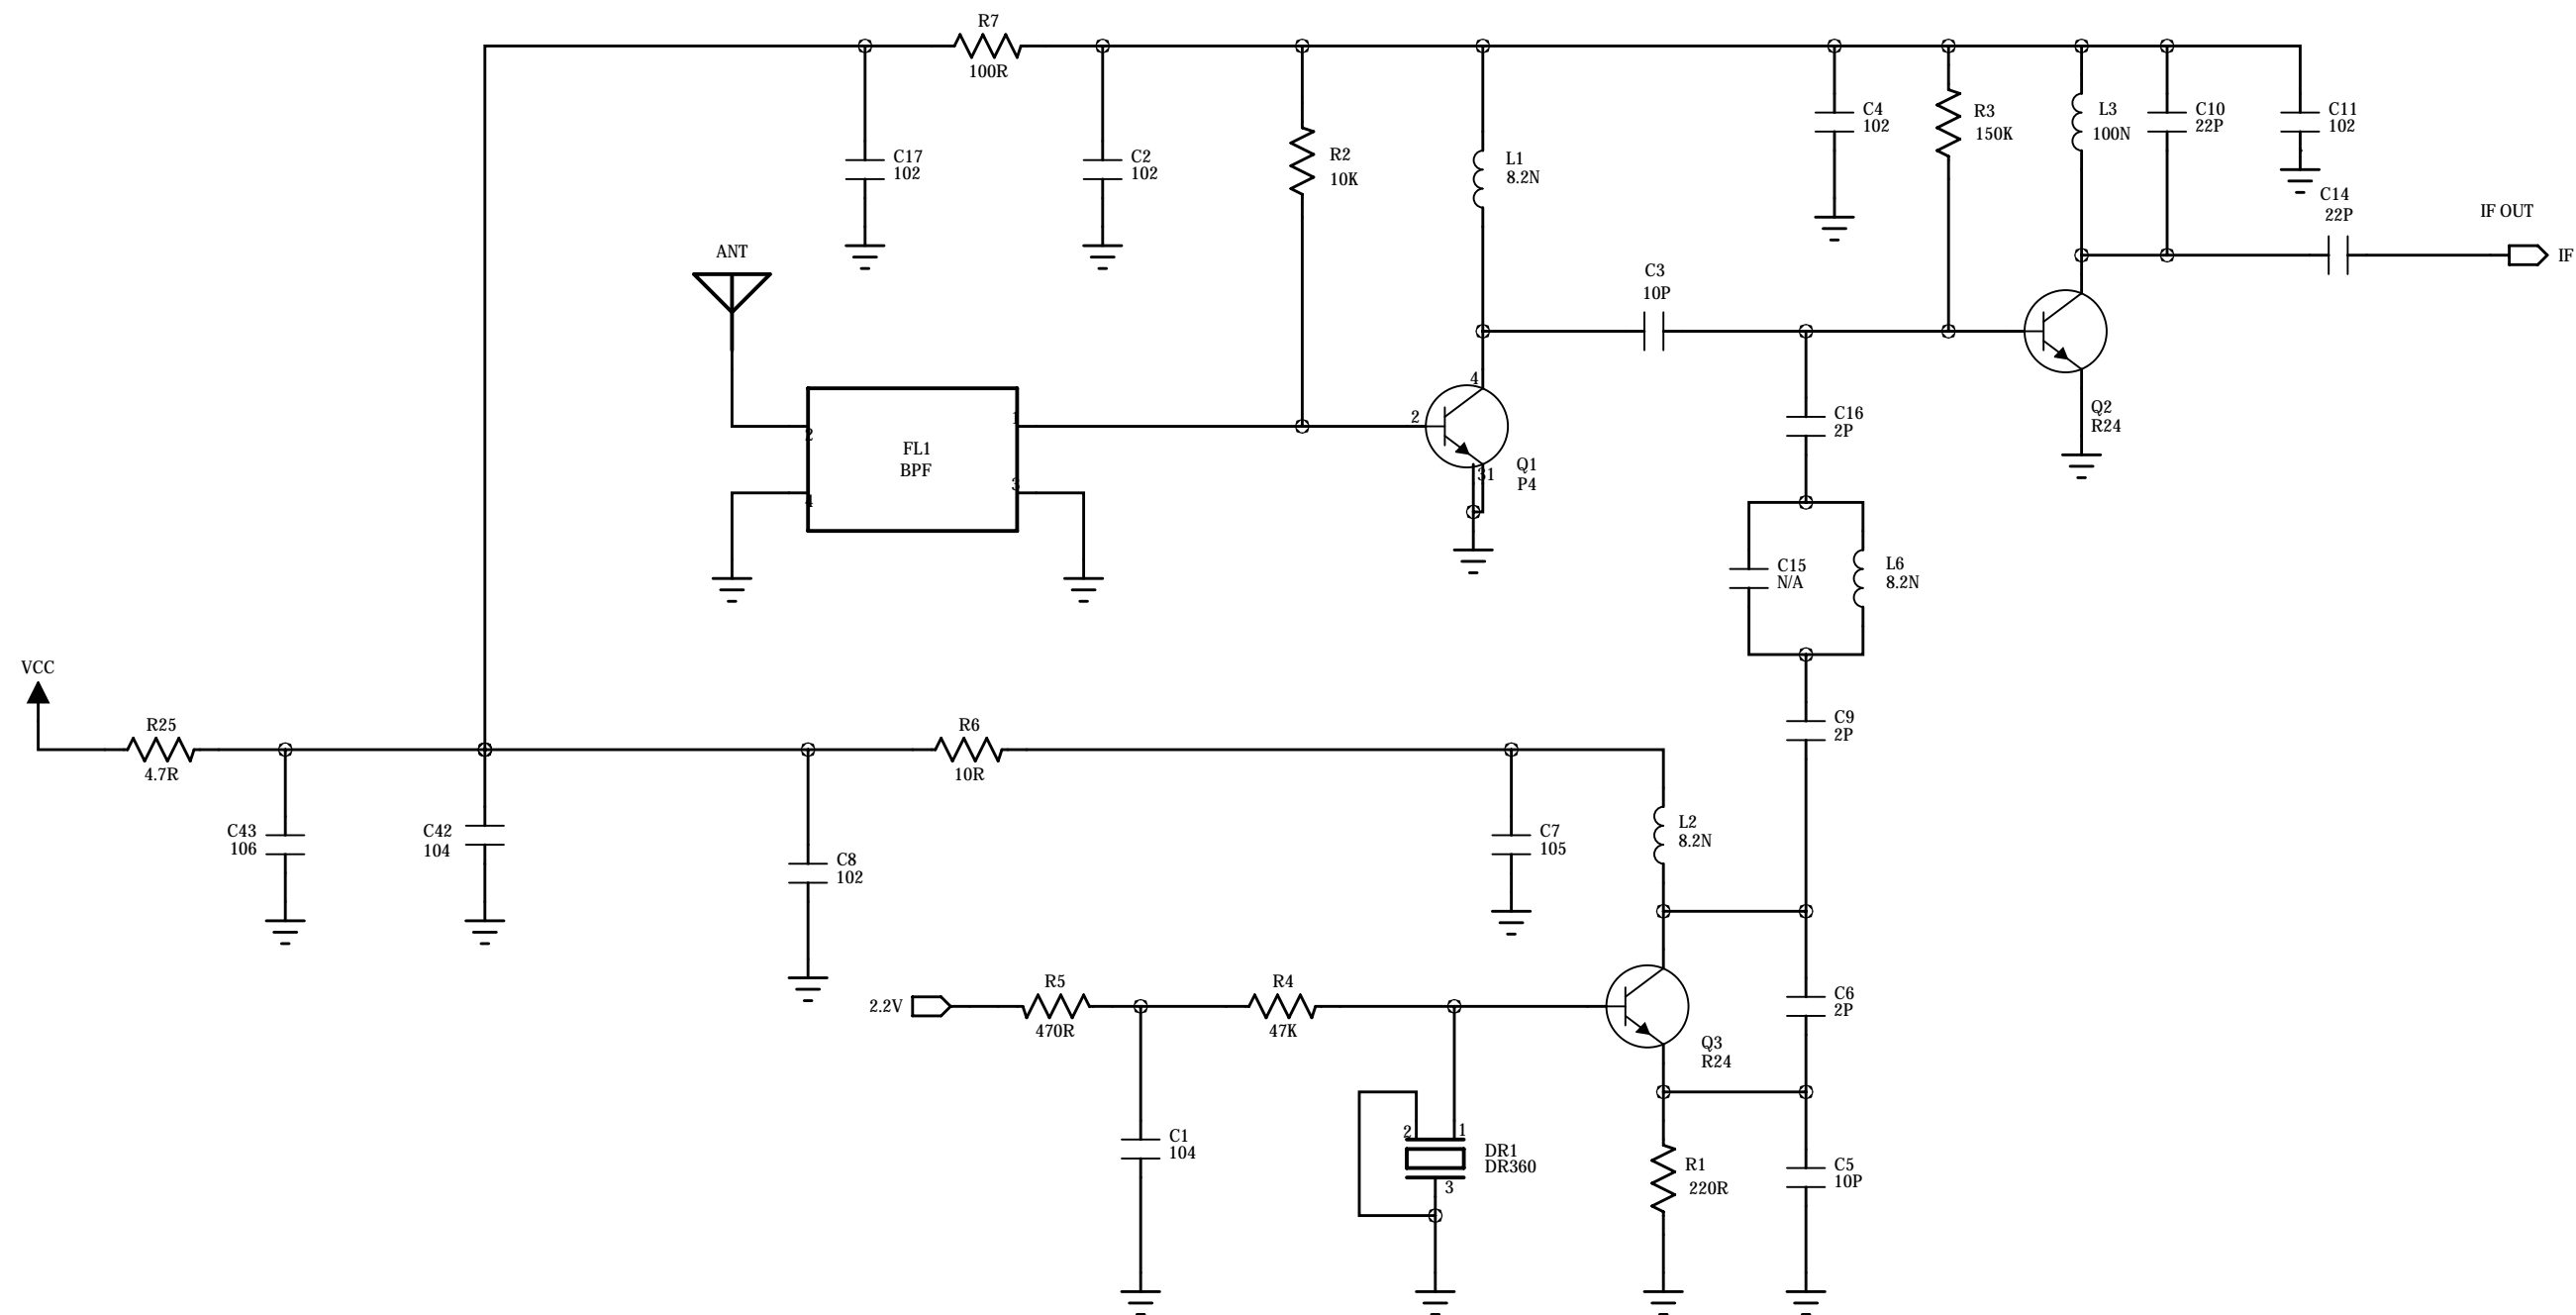 R7
100R
C17
102
C2
102
R2
10K
L1
8.2N
C4
102
R3
150K
L3
100N
C10
22P
C11
102
C14
22P
IF OUT
IF
ANT
C3
10P
2
4
FL1
BPF
1
3
2
4
31
Q1
P4
Q2
R24
C16
2P
C15
N/A
L6
8.2N
VCC
R25
4.7R
R6
10R
C9
2P
C43
106
C42
104
C8
102
C7
105
L2
8.2N
2.2V
R5
470R
R4
47K
Q3
R24
C6
2P
C1
104
2
1
3
DR1
DR360
R1
220R
C5
10P